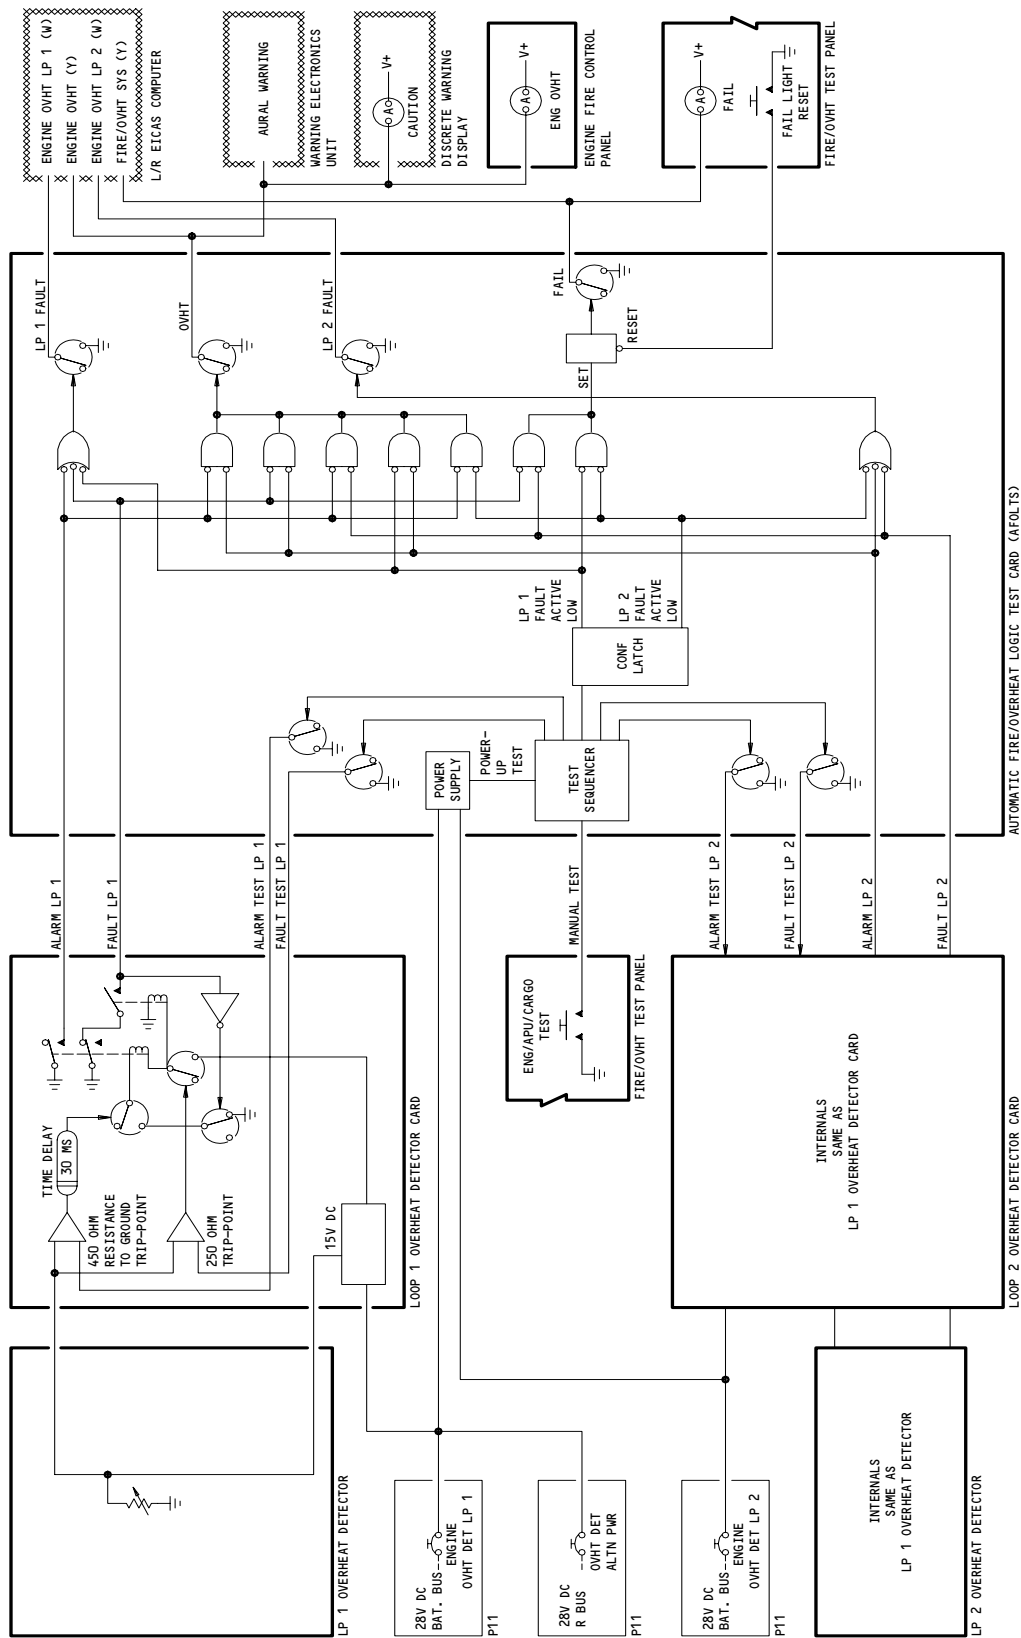 ENGINE OVHT LP 1 (W)
ENGINE OVHT (Y)
ENGINE OVHT LP 2 (W)
FIRE/OVHT SYS (Y)
L/R EICAS COMPUTER
AURAL WARNING
WARNING ELECTRONICS
UNIT
V+
A
CAUTION
DISCRETE WARNING
DISPLAY
V+
A
ENG OVHT
ENGINE FIRE CONTROL
PANEL
V+
A
FAIL
FAIL LIGHT
RESET
FIRE/OVHT TEST PANEL
LP 1 FAULT
OVHT
LP 2 FAULT
FAIL
SET
RESET
LP 1
FAULT
ACTIVE
LOW
LP 2
FAULT
ACTIVE
LOW
CONF
LATCH
POWER
SUPPLY
POWER-
UP
TEST
TEST
SEQUENCER
AUTOMATIC FIRE/OVERHEAT LOGIC TEST CARD (AFOLTS)
ALARM LP 1
FAULT LP 1
ALARM TEST LP 1
FAULT TEST LP 1
MANUAL TEST
ALARM TEST LP 2
FAULT TEST LP 2
ALARM LP 2
FAULT LP 2
TIME DELAY
30 MS
450 OHM
RESISTANCE
TO GROUND
TRIP-POINT
250 OHM
TRIP-POINT
15V DC
LOOP 1 OVERHEAT DETECTOR CARD
ENG/APU/CARGO
TEST
FIRE/OVHT TEST PANEL
INTERNALS
SAME AS
LP 1 OVERHEAT DETECTOR CARD
LOOP 2 OVERHEAT DETECTOR CARD
LP 1 OVERHEAT DETECTOR
28V DC
BAT. BUS
ENGINE
OVHT DET LP 1
P11
28V DC
R BUS
OVHT DET
ALTN PWR
P11
28V DC
BAT. BUS
ENGINE
OVHT DET LP 2
P11
INTERNALS
SAME AS
LP 1 OVERHEAT DETECTOR
LP 2 OVERHEAT DETECTOR